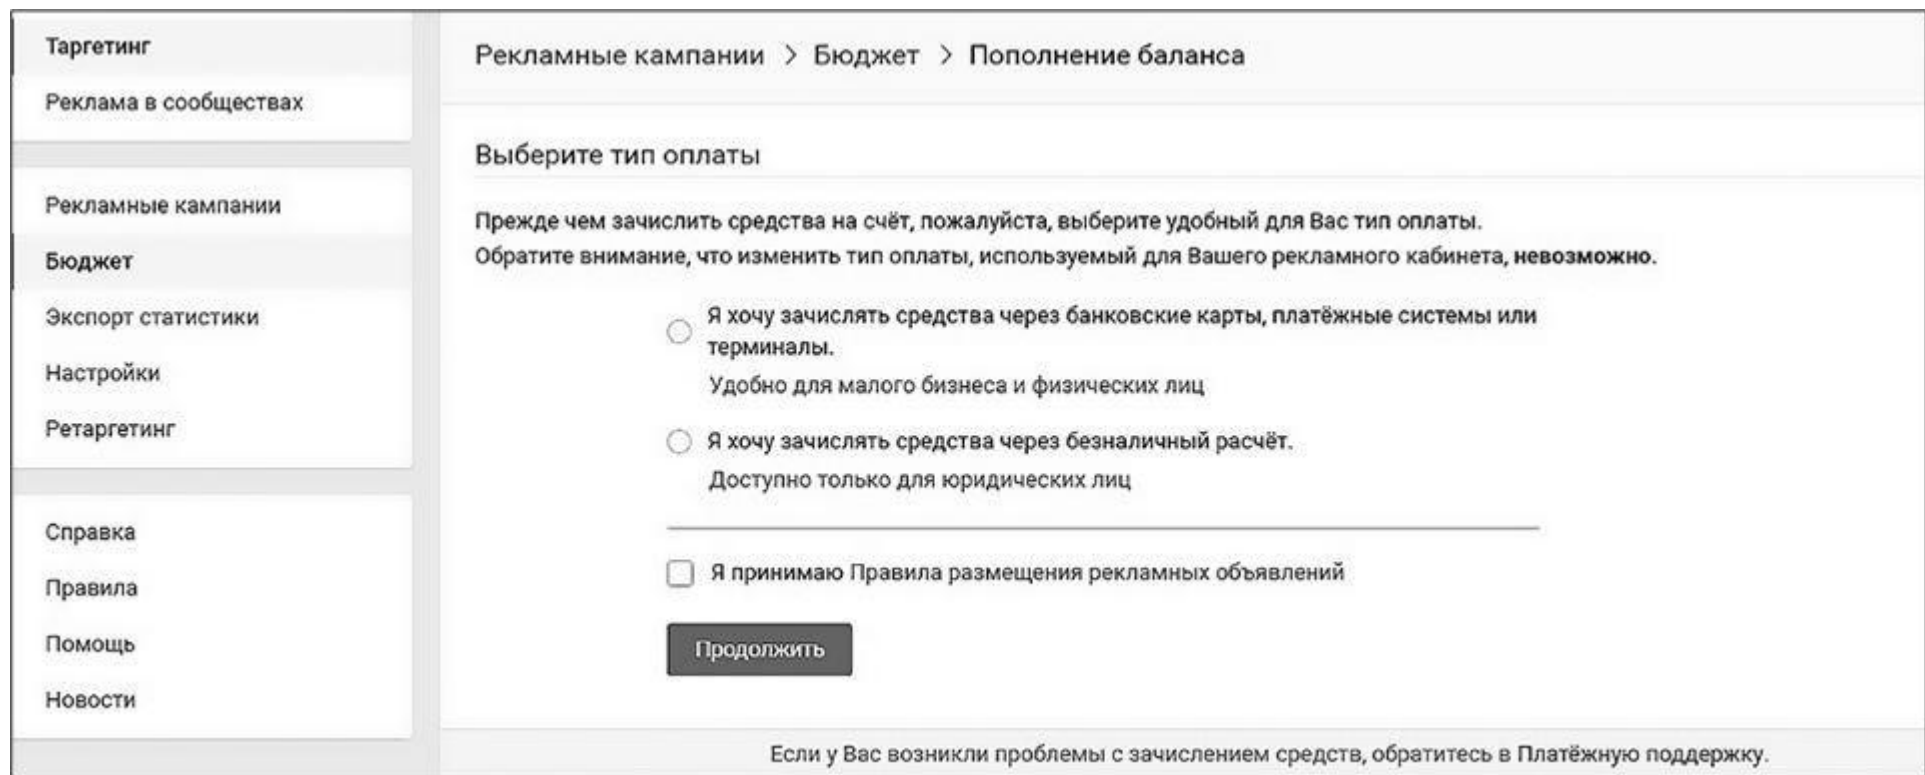 Таргетинг
Реклама в сообществах
Рекламные кампании
Бюджет
Экспорт статистики
Настройки
Ретаргетинг
Справка
Правила
Помощь
Новости
Рекламные кампании > Бюджет > Пополнение баланса
Выберите тип оплаты
Прежде чем зачислить средства на счёт, пожалуйста, выберите удобный для Вас тип оплаты.
Обратите внимание, что изменить тип оплаты, используемый для Вашего рекламного кабинета, невозможно.
Я хочу зачислять средства через банковские карты, платёжные системы или
терминалы.
Удобно для малого бизнеса и физических лиц
Я хочу зачислять средства через безналичный расчёт.
Доступно только для юридических лиц
Я принимаю Правила размещения рекламных объявлений
Продолжить
Если у Вас возникли проблемы с зачислением средств, обратитесь в Платёжную поддержку.